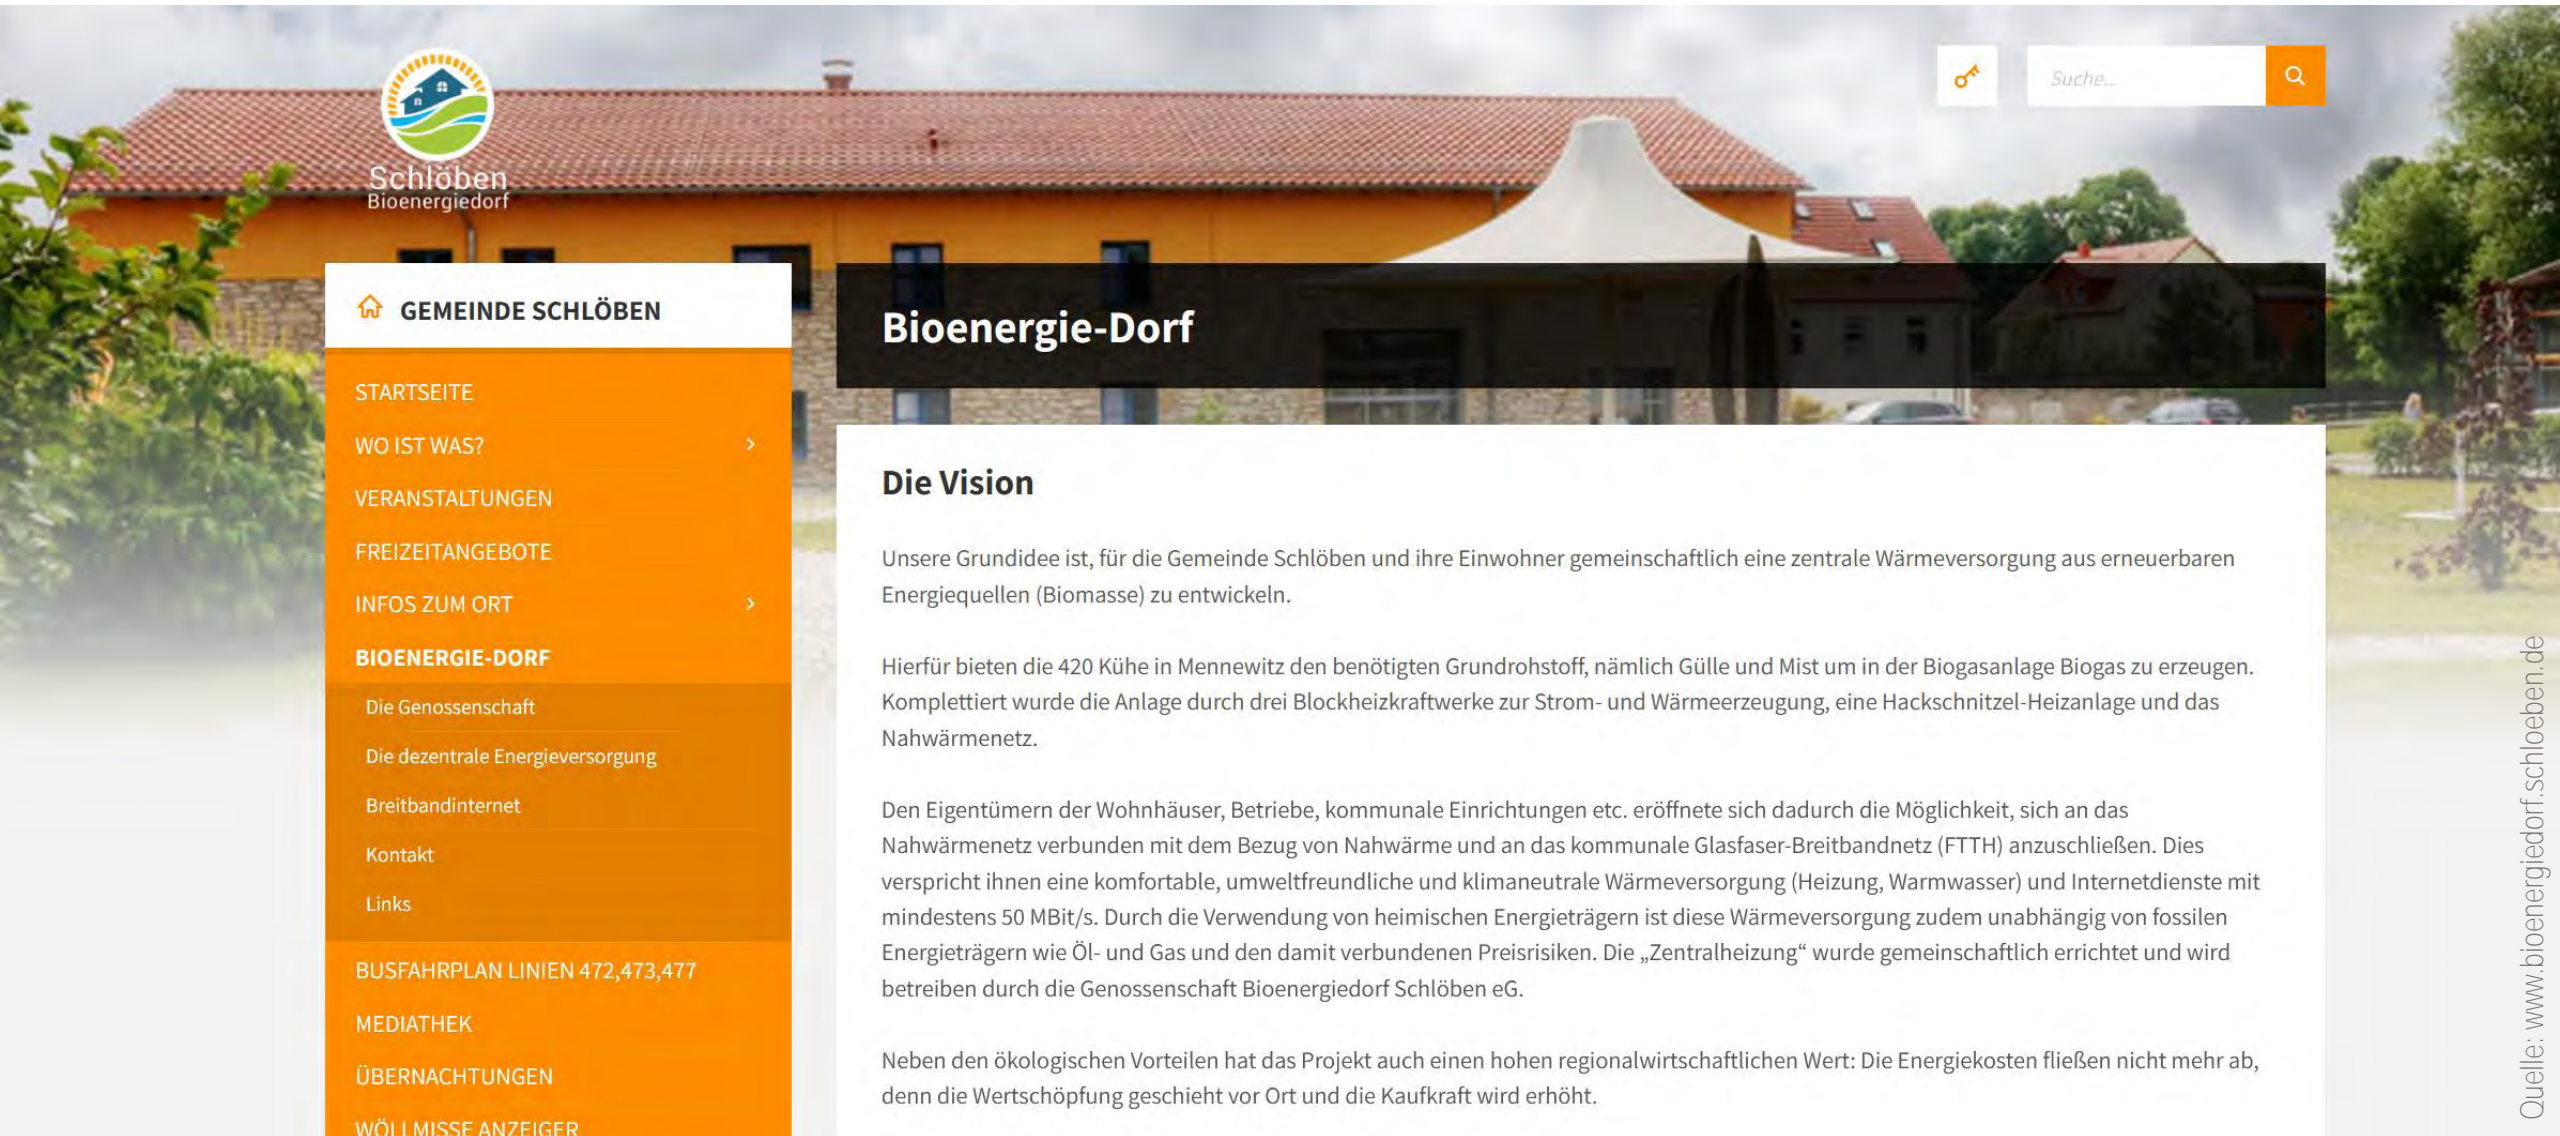 Schlöben
Bioenergiedorf
Suche...
GEMEINDE SCHLÖBEN
STARTSEITE
WO IST WAS?
VERANSTALTUNGEN
FREIZEITANGEBOTE
INFOS ZUM ORT
BIOENERGIE-DORF
Die Genossenschaft
Die dezentrale Energieversorgung
Breitbandinternet
Kontakt
Links
BUSFAHRPLAN LINIEN 472,473,477
MEDIATHEK
ÜBERNACHTUNGEN
WÖLLMISSE ANZEIGER
Bioenergie-Dorf
Die Vision
Unsere Grundidee ist, für die Gemeinde Schlöben und ihre Einwohner gemeinschaftlich eine zentrale Wärmeversorgung aus erneuerbaren
Energiequellen (Biomasse) zu entwickeln.
Hierfür bieten die 420 Kühe in Mennewitz den benötigten Grundrohstoff, nämlich Gülle und Mist um in der Biogasanlage Biogas zu erzeugen.
Komplettiert wurde die Anlage durch drei Blockheizkraftwerke zur Strom- und Wärmeerzeugung, eine Hackschnitzel-Heizanlage und das
Nahwärmenetz.
Den Eigentümern der Wohnhäuser, Betriebe, kommunale Einrichtungen etc. eröffnete sich dadurch die Möglichkeit, sich an das
Nahwärmenetz verbunden mit dem Bezug von Nahwärme und an das kommunale Glasfaser-Breitbandnetz (FTTH) anzuschließen. Dies
verspricht ihnen eine komfortable, umweltfreundliche und klimaneutrale Wärmeversorgung (Heizung, Warmwasser) und Internetdienste mit
mindestens 50 MBit/s. Durch die Verwendung von heimischen Energieträgern ist diese Wärmeversorgung zudem unabhängig von fossilen
Energieträgern wie Öl- und Gas und den damit verbundenen Preisrisiken. Die „Zentralheizung“ wurde gemeinschaftlich errichtet und wird
betreiben durch die Genossenschaft Bioenergiedorf Schlöben eG.
Neben den ökologischen Vorteilen hat das Projekt auch einen hohen regionalwirtschaftlichen Wert: Die Energiekosten fließen nicht mehr ab,
denn die Wertschöpfung geschieht vor Ort und die Kaufkraft wird erhöht.
Quelle: www.bioenergiedorf.schloeben.de